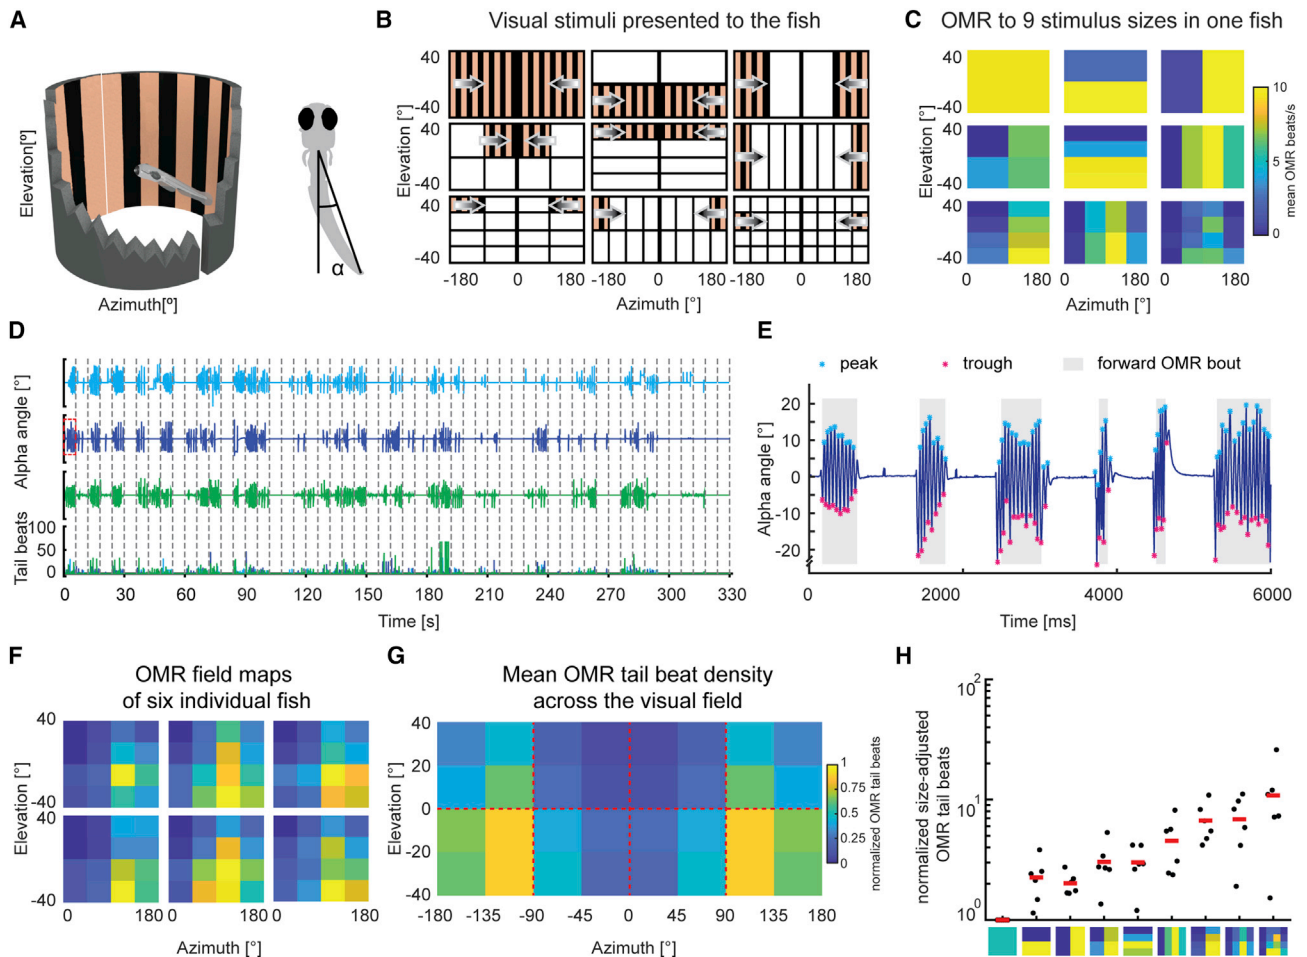 A
Elevation[º]
Azimuth[º]
α
B Visual stimuli presented to the fish
Elevation [°]
40
-40
40
-40
40
-40
-180 0 180 -180 0 180 -180 0 180
Azimuth [°]
C OMR to 9 stimulus sizes in one fish
Elevation [°]
40
-40
40
-40
40
-40
0 180 0 180 0 180
Azimuth [°]
10
5
0
mean OMR beats/s
D
Alpha angle [°]
Tail beats
100
50
0
0 30 60 90 120 150 180 210 240 270 300 330
Time [s]
E
peak trough forward OMR bout
Alpha angle [°]
20
10
0
-10
-20
0 2000 4000 6000
Time [ms]
F OMR field maps
of six individual fish
Elevation [°]
40
-40
40
-40
0 180 0 180 0 180
Azimuth [°]
G Mean OMR tail beat density
across the visual field
Elevation [°]
40
20
0
-20
-40
-180 -135 -90 -45 0 45 90 135 180
Azimuth [°]
1
0.75
0.5
0.25
0
normalized OMR tail beats
H
normalized size-adjusted
OMR tail beats
10²
10¹
10⁰